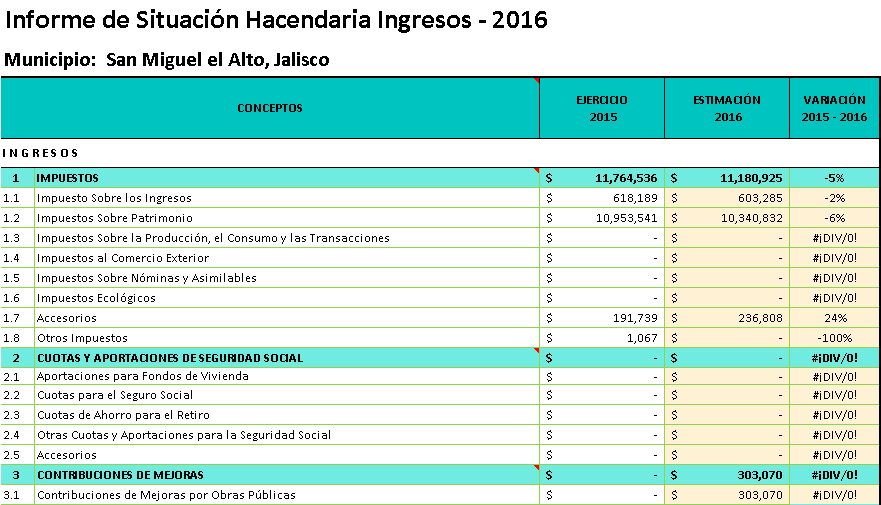 Informe de Situación Hacendaria Ingresos - 2016
Municipio: San Miguel el Alto, Jalisco
CONCEPTOS EJERCICIO 2015 ESTIMACIÓN 2016 VARIACIÓN 2015 - 2016
INGRESOS
1 IMPUESTOS $ 11,764,536 $ 11,180,925 -5%
1.1 Impuesto Sobre los Ingresos $ 618,189 $ 603,285 -2%
1.2 Impuestos Sobre Patrimonio $ 10,953,541 $ 10,340,832 -6%
1.3 Impuestos Sobre la Producción, el Consumo y las Transacciones $ - $ - #¡DIV/0!
1.4 Impuestos al Comercio Exterior $ - $ - #¡DIV/0!
1.5 Impuestos Sobre Nóminas y Asimilables $ - $ - #¡DIV/0!
1.6 Impuestos Ecológicos $ - $ - #¡DIV/0!
1.7 Accesorios $ 191,739 $ 236,808 24%
1.8 Otros Impuestos $ 1,067 $ - -100%
2 CUOTAS Y APORTACIONES DE SEGURIDAD SOCIAL $ - $ - #¡DIV/0!
2.1 Aportaciones para Fondos de Vivienda $ - $ - #¡DIV/0!
2.2 Cuotas para el Seguro Social $ - $ - #¡DIV/0!
2.3 Cuotas de Ahorro para el Retiro $ - $ - #¡DIV/0!
2.4 Otras Cuotas y Aportaciones para la Seguridad Social $ - $ - #¡DIV/0!
2.5 Accesorios $ - $ - #¡DIV/0!
3 CONTRIBUCIONES DE MEJORAS $ - $ 303,070 #¡DIV/0!
3.1 Contribuciones de Mejoras por Obras Públicas $ - $ 303,070 #¡DIV/0!